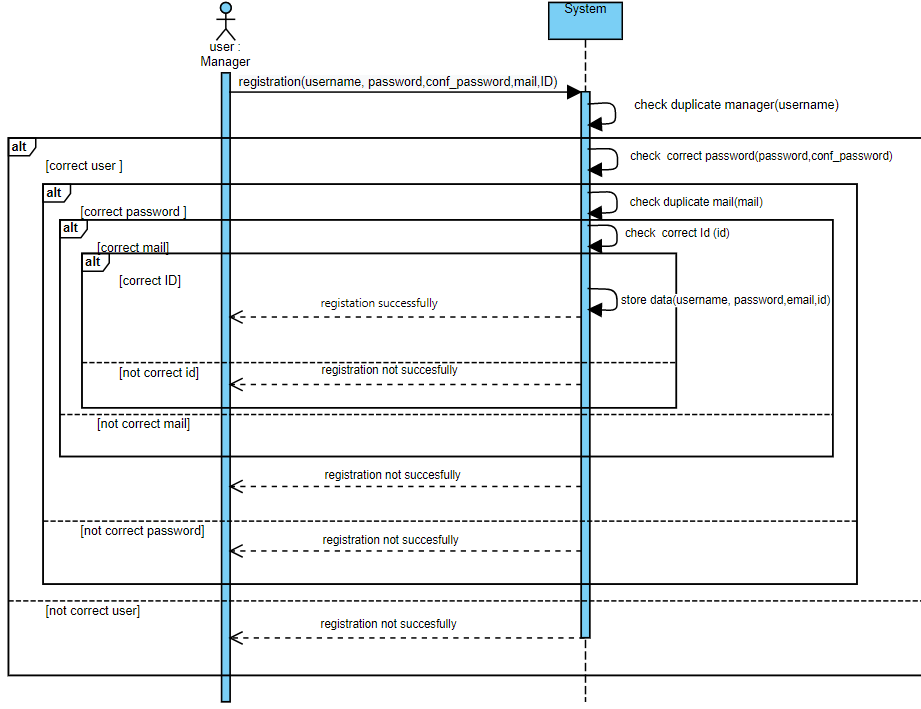 System
user :
Manager
registration(username, password,conf_password,mail,ID)
check duplicate manager(username)
alt
[correct user ]
check  correct password(password,conf_password)
alt
[correct password ]
check duplicate mail(mail)
alt
[correct mail]
check  correct Id (id)
alt
[correct ID]
registation successfully
store data(username, password,email,id)
[not correct id]
registration not succesfully
[not correct mail]
registration not succesfully
[not correct password]
registration not succesfully
[not correct user]
registration not succesfully